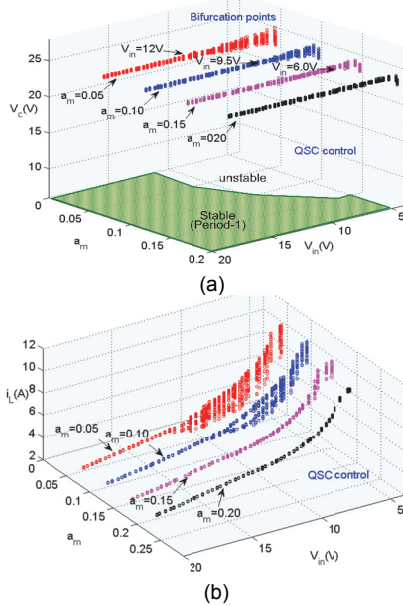 Bifurcation points
V_in=12V
V_in=9.5V
V_in=6.0V
a_m=0.05
a_m=0.10
a_m=0.15
a_m=020
QSC control
unstable
Stable
(Period-1)
V_c(V)
25
20
15
10
0
0.05
0.1
0.15
0.2
a_m
20
15
10
5
V_in(V)
(a)
i_L(A)
12
10
8
6
4
2
a_m=0.05
a_m=0.10
a_m=0.15
a_m=0.20
QSC control
0
0.05
0.1
0.15
0.2
0.25
a_m
20
15
10
5
V_in(V)
(b)